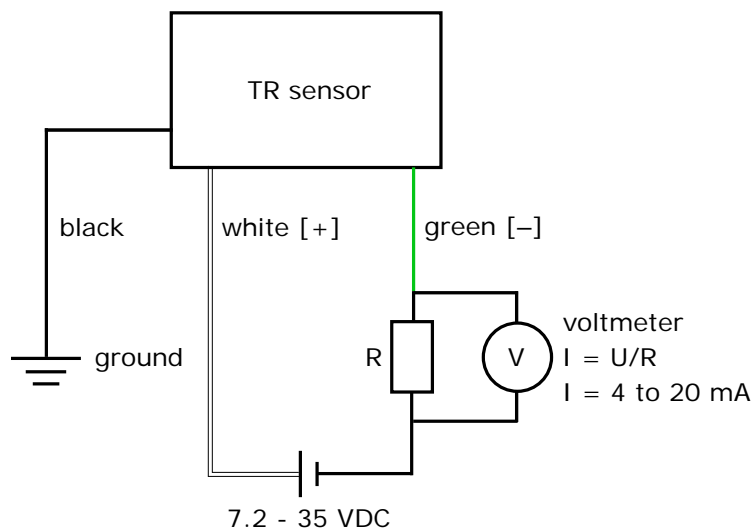 TR sensor
black
white [+]
green [–]
ground
R
V
voltmeter
I = U/R
I = 4 to 20 mA
7.2 - 35 VDC